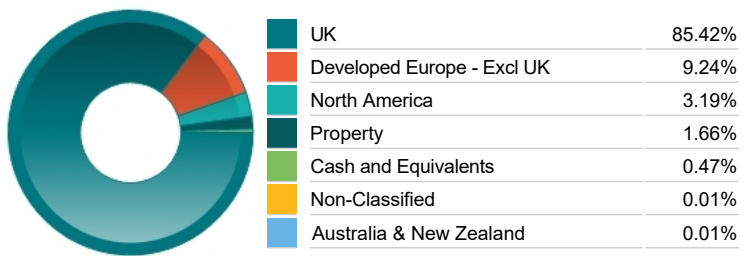 UK 85.42%
Developed Europe - Excl UK 9.24%
North America 3.19%
Property 1.66%
Cash and Equivalents 0.47%
Non-Classified 0.01%
Australia & New Zealand 0.01%